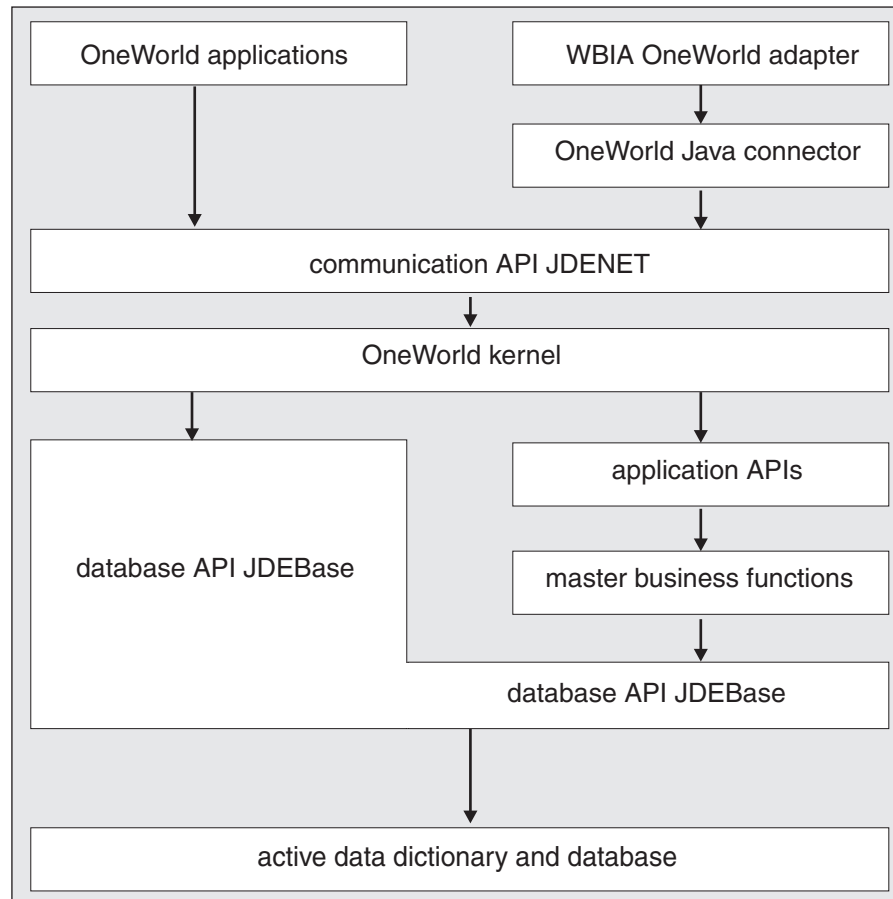 OneWorld applications
WBIA OneWorld adapter
OneWorld Java connector
communication API JDENET
OneWorld kernel
application APIs
database API JDEBase
master business functions
database API JDEBase
active data dictionary and database